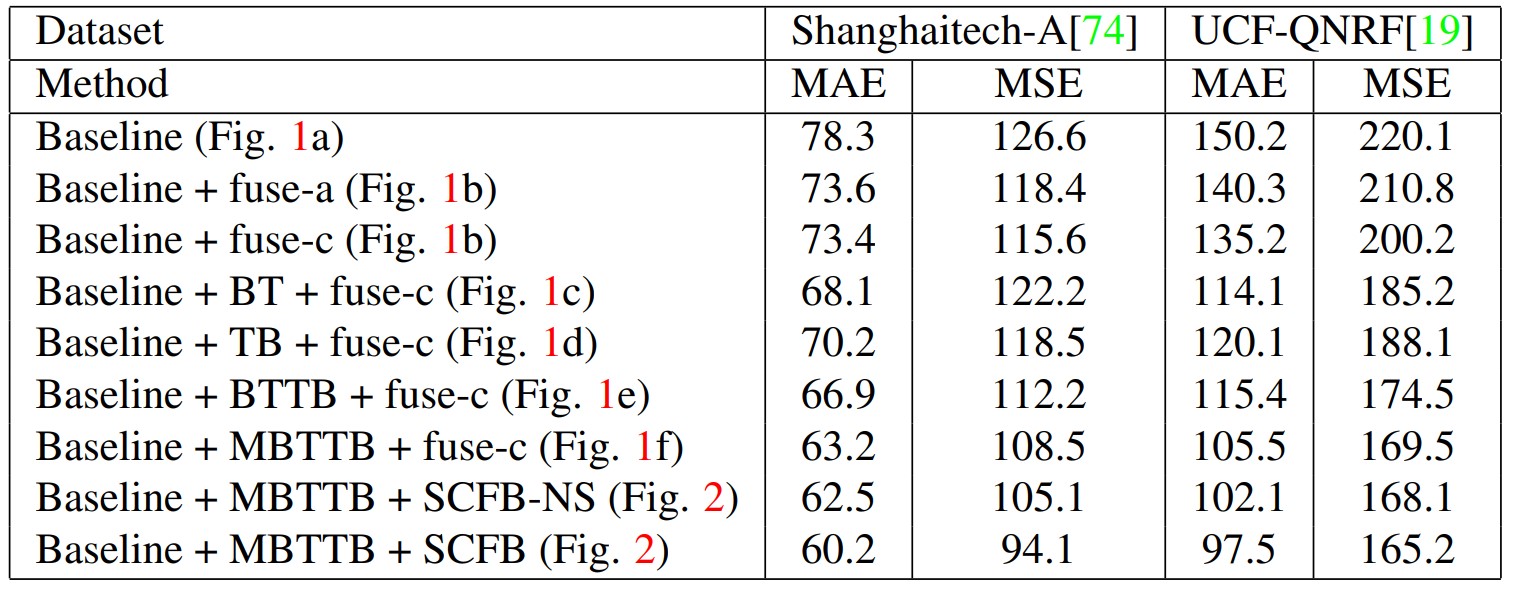 Dataset Shanghaitech-A[74] UCF-QNRF[19]
Method MAE MSE MAE MSE
Baseline (Fig. 1a) 78.3 126.6 150.2 220.1
Baseline + fuse-a (Fig. 1b) 73.6 118.4 140.3 210.8
Baseline + fuse-c (Fig. 1b) 73.4 115.6 135.2 200.2
Baseline + BT + fuse-c (Fig. 1c) 68.1 122.2 114.1 185.2
Baseline + TB + fuse-c (Fig. 1d) 70.2 118.5 120.1 188.1
Baseline + BTTB + fuse-c (Fig. 1e) 66.9 112.2 115.4 174.5
Baseline + MBTTB + fuse-c (Fig. 1f) 63.2 108.5 105.5 169.5
Baseline + MBTTB + SCFB-NS (Fig. 2) 62.5 105.1 102.1 168.1
Baseline + MBTTB + SCFB (Fig. 2) 60.2 94.1 97.5 165.2